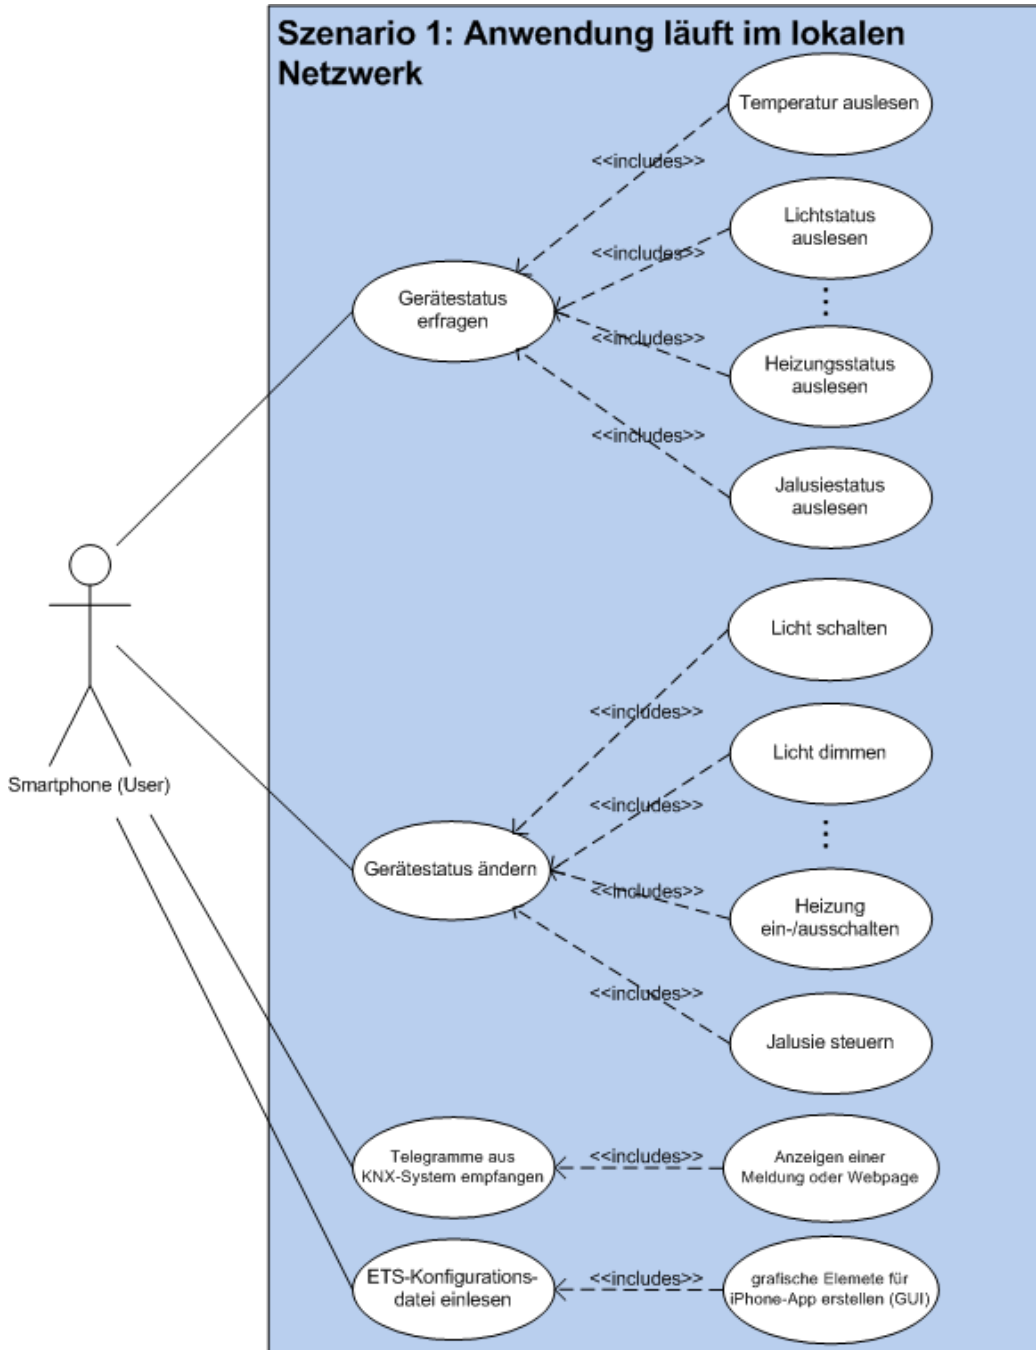 Szenario 1: Anwendung läuft im lokalen
Netzwerk
Temperatur auslesen
<<includes>>
Lichtstatus
auslesen
<<includes>>
Gerätestatus
erfragen
<<includes>>
Heizungsstatus
auslesen
<<includes>>
Jalusiestatus
auslesen
Licht schalten
<<includes>>
Licht dimmen
Smartphone (User)
<<includes>>
Gerätestatus ändern
<<includes>>
Heizung
ein-/ausschalten
<<includes>>
Jalusie steuern
Telegramme aus
KNX-System empfangen
<<includes>>
Anzeigen einer
Meldung oder Webpage
ETS-Konfigurations-
datei einlesen
<<includes>>
grafische Elemete für
iPhone-App erstellen (GUI)